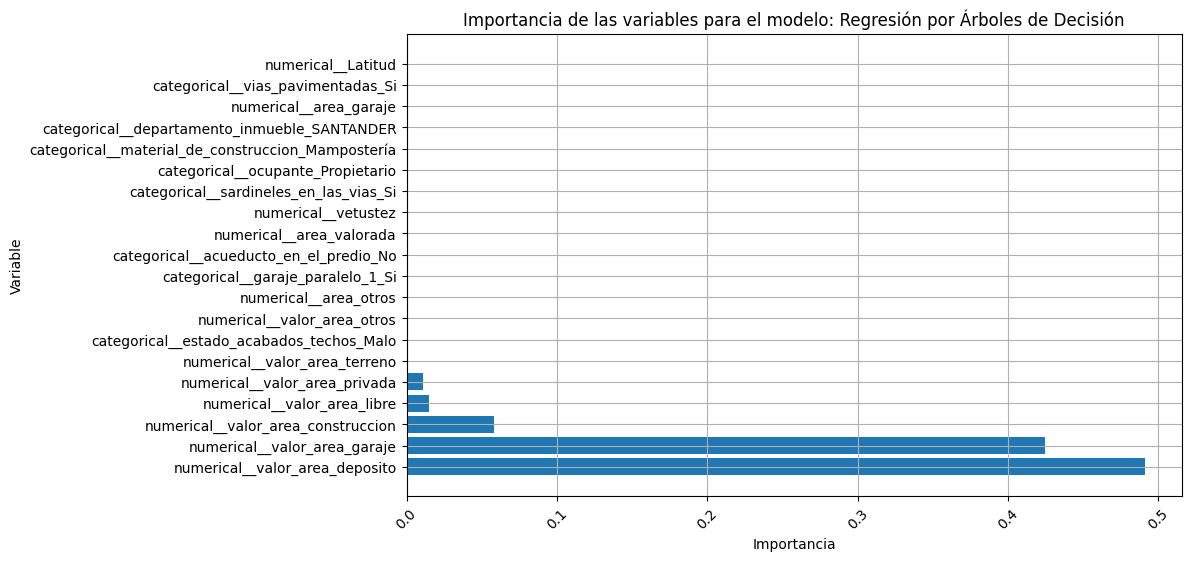 Importancia de las variables para el modelo: Regresión por Árboles de Decisión
Variable
numerical__Latitud
categorical__vias_pavimentadas_Si
numerical__area_garaje
categorical__departamento_inmueble_SANTANDER
categorical__material_de_construccion_Mampostería
categorical__ocupante_Propietario
categorical__sardineles_en_las_vias_Si
numerical__vetustez
numerical__area_valorada
categorical__acueducto_en_el_predio_No
categorical__garaje_paralelo_1_Si
numerical__area_otros
numerical__valor_area_otros
categorical__estado_acabados_techos_Malo
numerical__valor_area_terreno
numerical__valor_area_privada
numerical__valor_area_libre
numerical__valor_area_construccion
numerical__valor_area_garaje
numerical__valor_area_deposito
0.0 0.1 0.2 0.3 0.4 0.5
Importancia